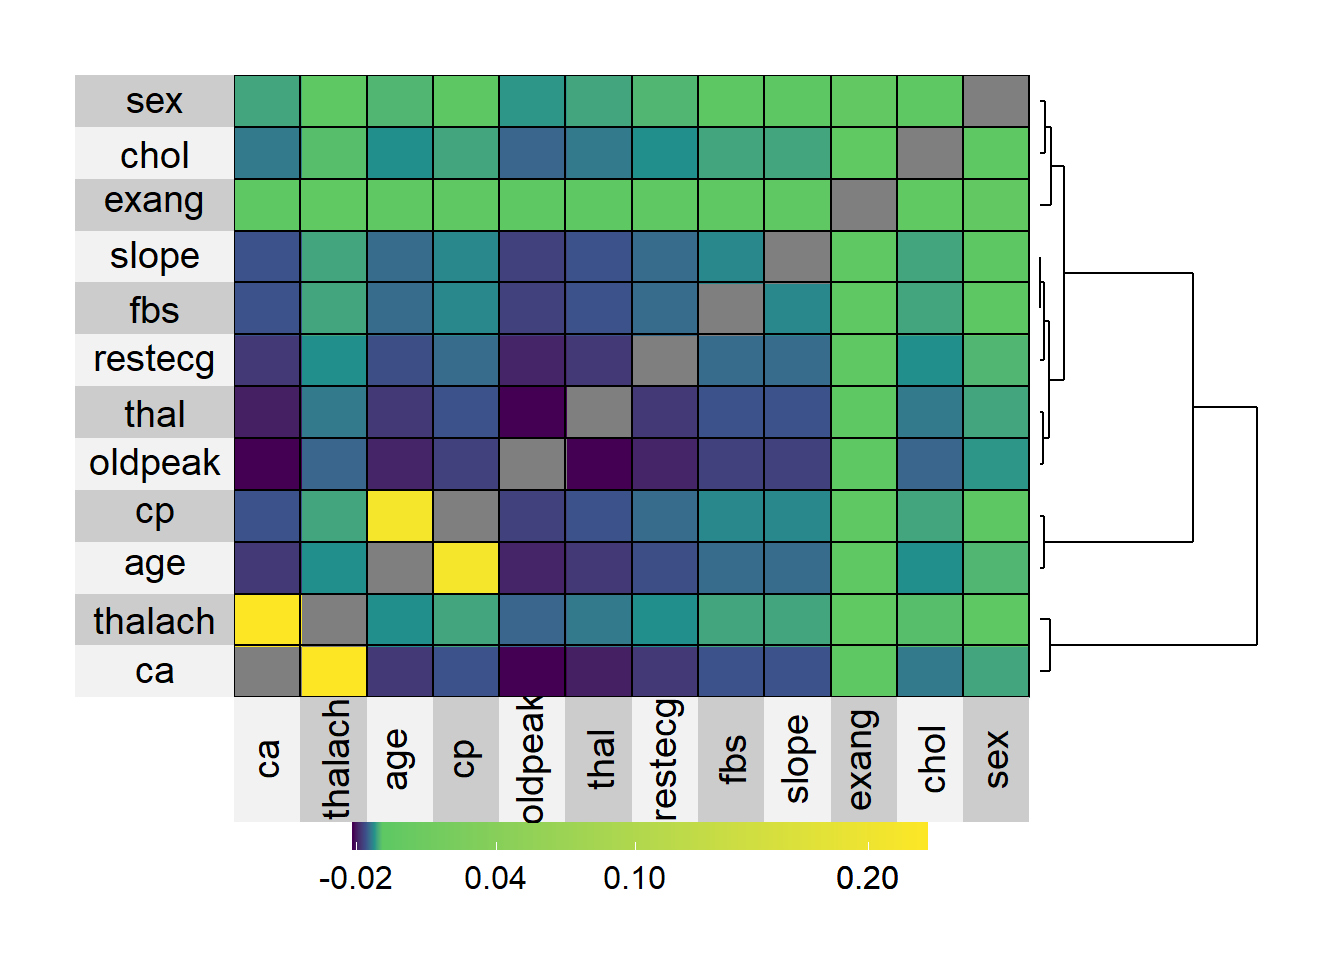 sex
chol
exang
slope
fbs
restecg
thal
oldpeak
cp
age
thalach
ca
ca thalach age cp oldpeak thal restecg fbs slope exang chol sex
-0.02 0.04 0.10 0.20